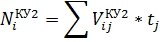 N_i^{КУ2} = ∑ V_{ij}^{КУ2} * t_j